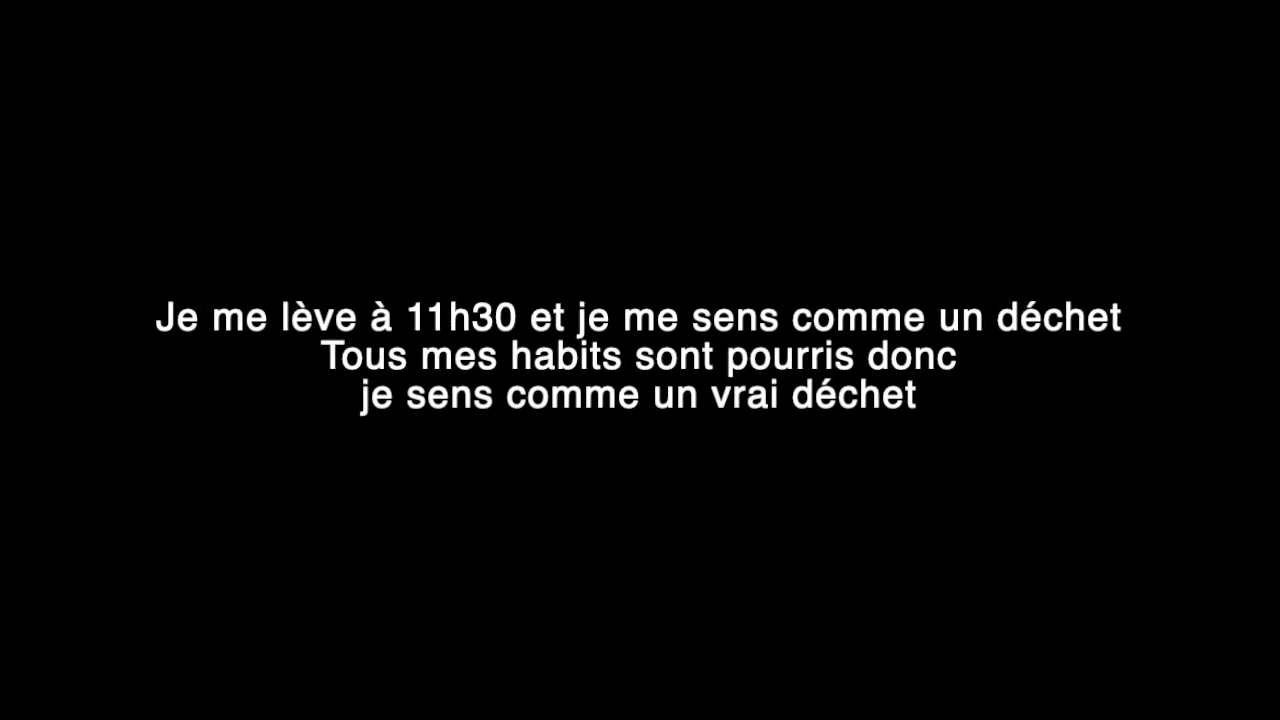 Je me lève à 11h30 et je me sens comme un déchet
Tous mes habits sont pourris donc
je sens comme un vrai déchet